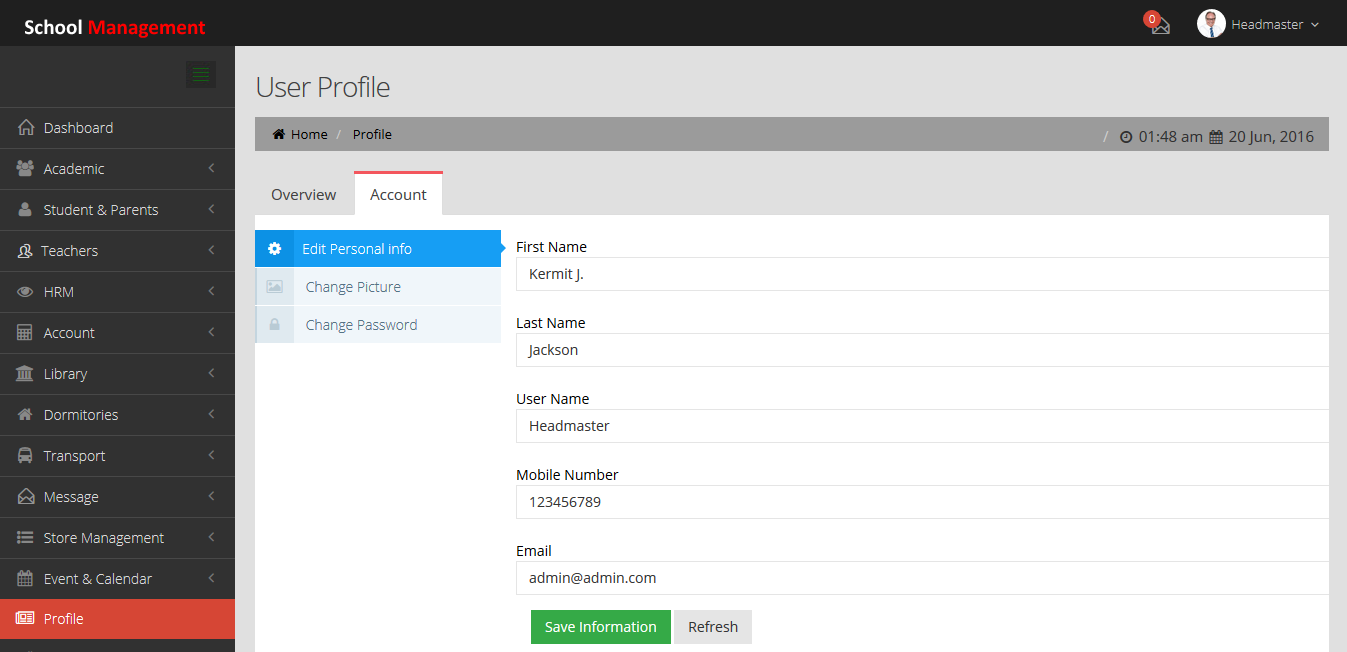 School Management
0
Headmaster
Dashboard
Academic
Student & Parents
Teachers
HRM
Account
Library
Dormitories
Transport
Message
Store Management
Event & Calendar
Profile
User Profile
Home / Profile
/ 01:48 am 20 Jun, 2016
Overview
Account
Edit Personal info
Change Picture
Change Password
First Name
Kermit J.
Last Name
Jackson
User Name
Headmaster
Mobile Number
123456789
Email
admin@admin.com
Save Information
Refresh